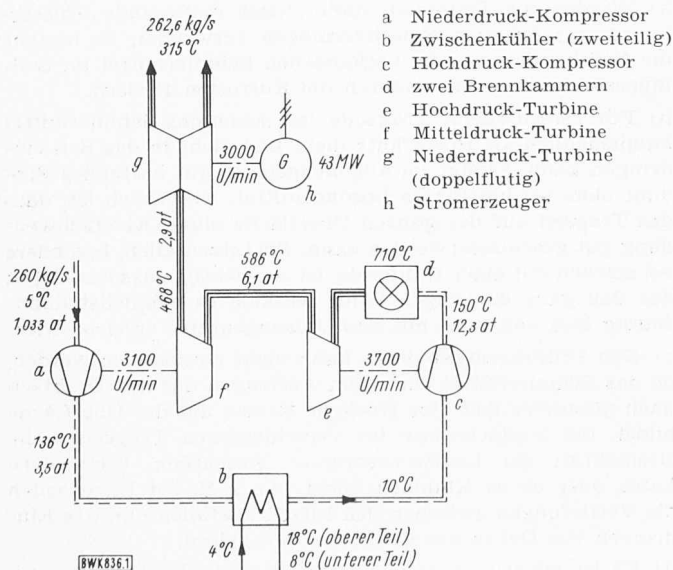 262,6 kg/s
315°C
a Niederdruck-Kompressor
b Zwischenkühler (zweiteilig)
c Hochdruck-Kompressor
d zwei Brennkammern
e Hochdruck-Turbine
f Mitteldruck-Turbine
g Niederdruck-Turbine
(doppelflutig)
h Stromerzeuger
g
3000
U/min
G
43MW
h
2,9 at
468°C
586°C
6,1 at
710°C
d
260 kg/s
5°C
1,033 at
150°C
12,3 at
a
3100
U/min
f
3700
U/min
e
c
136°C
3,5 at
b
10°C
4°C
18°C (oberer Teil)
8°C (unterer Teil)
BWK836.1